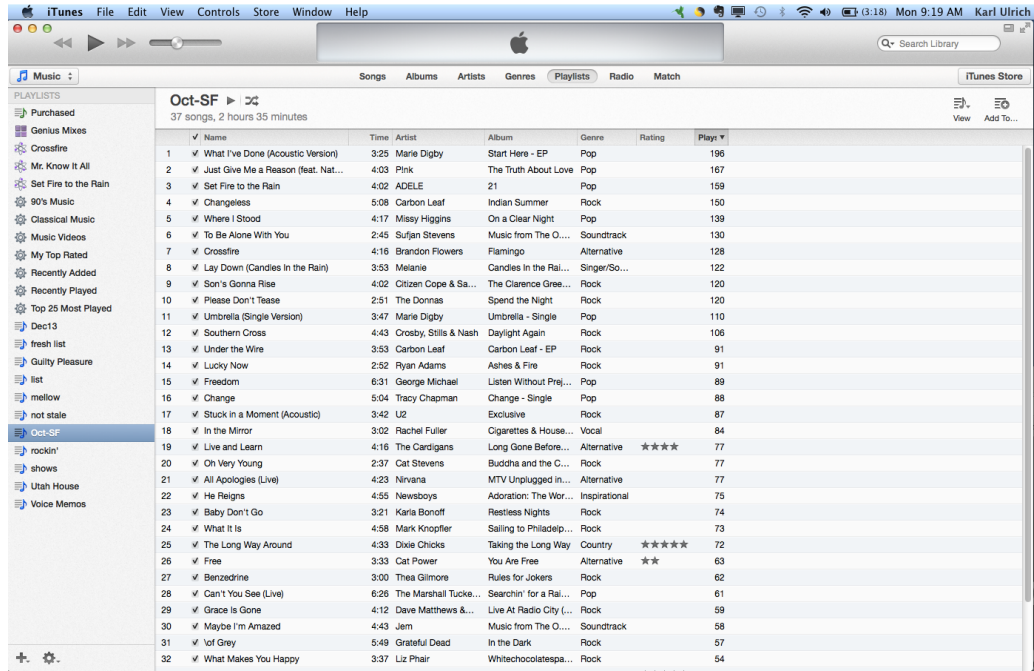 iTunes File Edit View Controls Store Window Help (3:18) Mon 9:19 AM Karl Ulrich
Search Library
Music Songs Albums Artists Genres Playlists Radio Match iTunes Store
PLAYLISTS
Purchased
Genius Mixes
Crossfire
Mr. Know It All
Set Fire to the Rain
90's Music
Classical Music
Music Videos
My Top Rated
Recently Added
Recently Played
Top 25 Most Played
Dec13
fresh list
Guilty Pleasure
list
mellow
not stale
Oct-SF
rockin'
shows
Utah House
Voice Memos
Oct-SF
37 songs, 2 hours 35 minutes
View Add To...
Name Time Artist Album Genre Rating Plays
1 What I've Done (Acoustic Version) 3:25 Marie Digby Start Here - EP Pop 196
2 Just Give Me a Reason (feat. Nat... 4:03 P!nk The Truth About Love Pop 167
3 Set Fire to the Rain 4:02 ADELE 21 Pop 159
4 Changeless 5:08 Carbon Leaf Indian Summer Rock 150
5 Where I Stood 4:17 Missy Higgins On a Clear Night Pop 139
6 To Be Alone With You 2:45 Sufjan Stevens Music from The O.... Soundtrack 130
7 Crossfire 4:16 Brandon Flowers Flamingo Alternative 128
8 Lay Down (Candles In the Rain) 3:53 Melanie Candles In the Rai... Singer/So... 122
9 Son's Gonna Rise 4:02 Citizen Cope & Sa... The Clarence Gree... Rock 120
10 Please Don't Tease 2:51 The Donnas Spend the Night Rock 120
11 Umbrella (Single Version) 3:47 Marie Digby Umbrella - Single Pop 110
12 Southern Cross 4:43 Crosby, Stills & Nash Daylight Again Rock 106
13 Under the Wire 3:53 Carbon Leaf Carbon Leaf - EP Rock 91
14 Lucky Now 2:52 Ryan Adams Ashes & Fire Rock 91
15 Freedom 6:31 George Michael Listen Without Prej... Pop 89
16 Change 5:04 Tracy Chapman Change - Single Pop 88
17 Stuck in a Moment (Acoustic) 3:42 U2 Exclusive Rock 87
18 In the Mirror 3:02 Rachel Fuller Cigarettes & House... Vocal 84
19 Live and Learn 4:16 The Cardigans Long Gone Before... Alternative ★★★★ 77
20 Oh Very Young 2:37 Cat Stevens Buddha and the C... Rock 77
21 All Apologies (Live) 4:23 Nirvana MTV Unplugged in... Alternative 77
22 He Reigns 4:55 Newsboys Adoration: The Wor... Inspirational 75
23 Baby Don't Go 3:21 Karla Bonoff Restless Nights Rock 74
24 What It Is 4:58 Mark Knopfler Sailing to Philadelp... Rock 73
25 The Long Way Around 4:33 Dixie Chicks Taking the Long Way Country ★★★★★ 72
26 Free 3:33 Cat Power You Are Free Alternative ★★ 63
27 Benzedrine 3:00 Thea Gilmore Rules for Jokers Rock 62
28 Can't You See (Live) 6:26 The Marshall Tucke... Searchin' for a Rai... Pop 61
29 Grace Is Gone 4:12 Dave Matthews &... Live At Radio City (... Rock 59
30 Maybe I'm Amazed 4:43 Jem Music from The O.... Soundtrack 58
31 \of Grey 5:49 Grateful Dead In the Dark Rock 57
32 What Makes You Happy 3:37 Liz Phair Whitechocolatespa... Rock 54